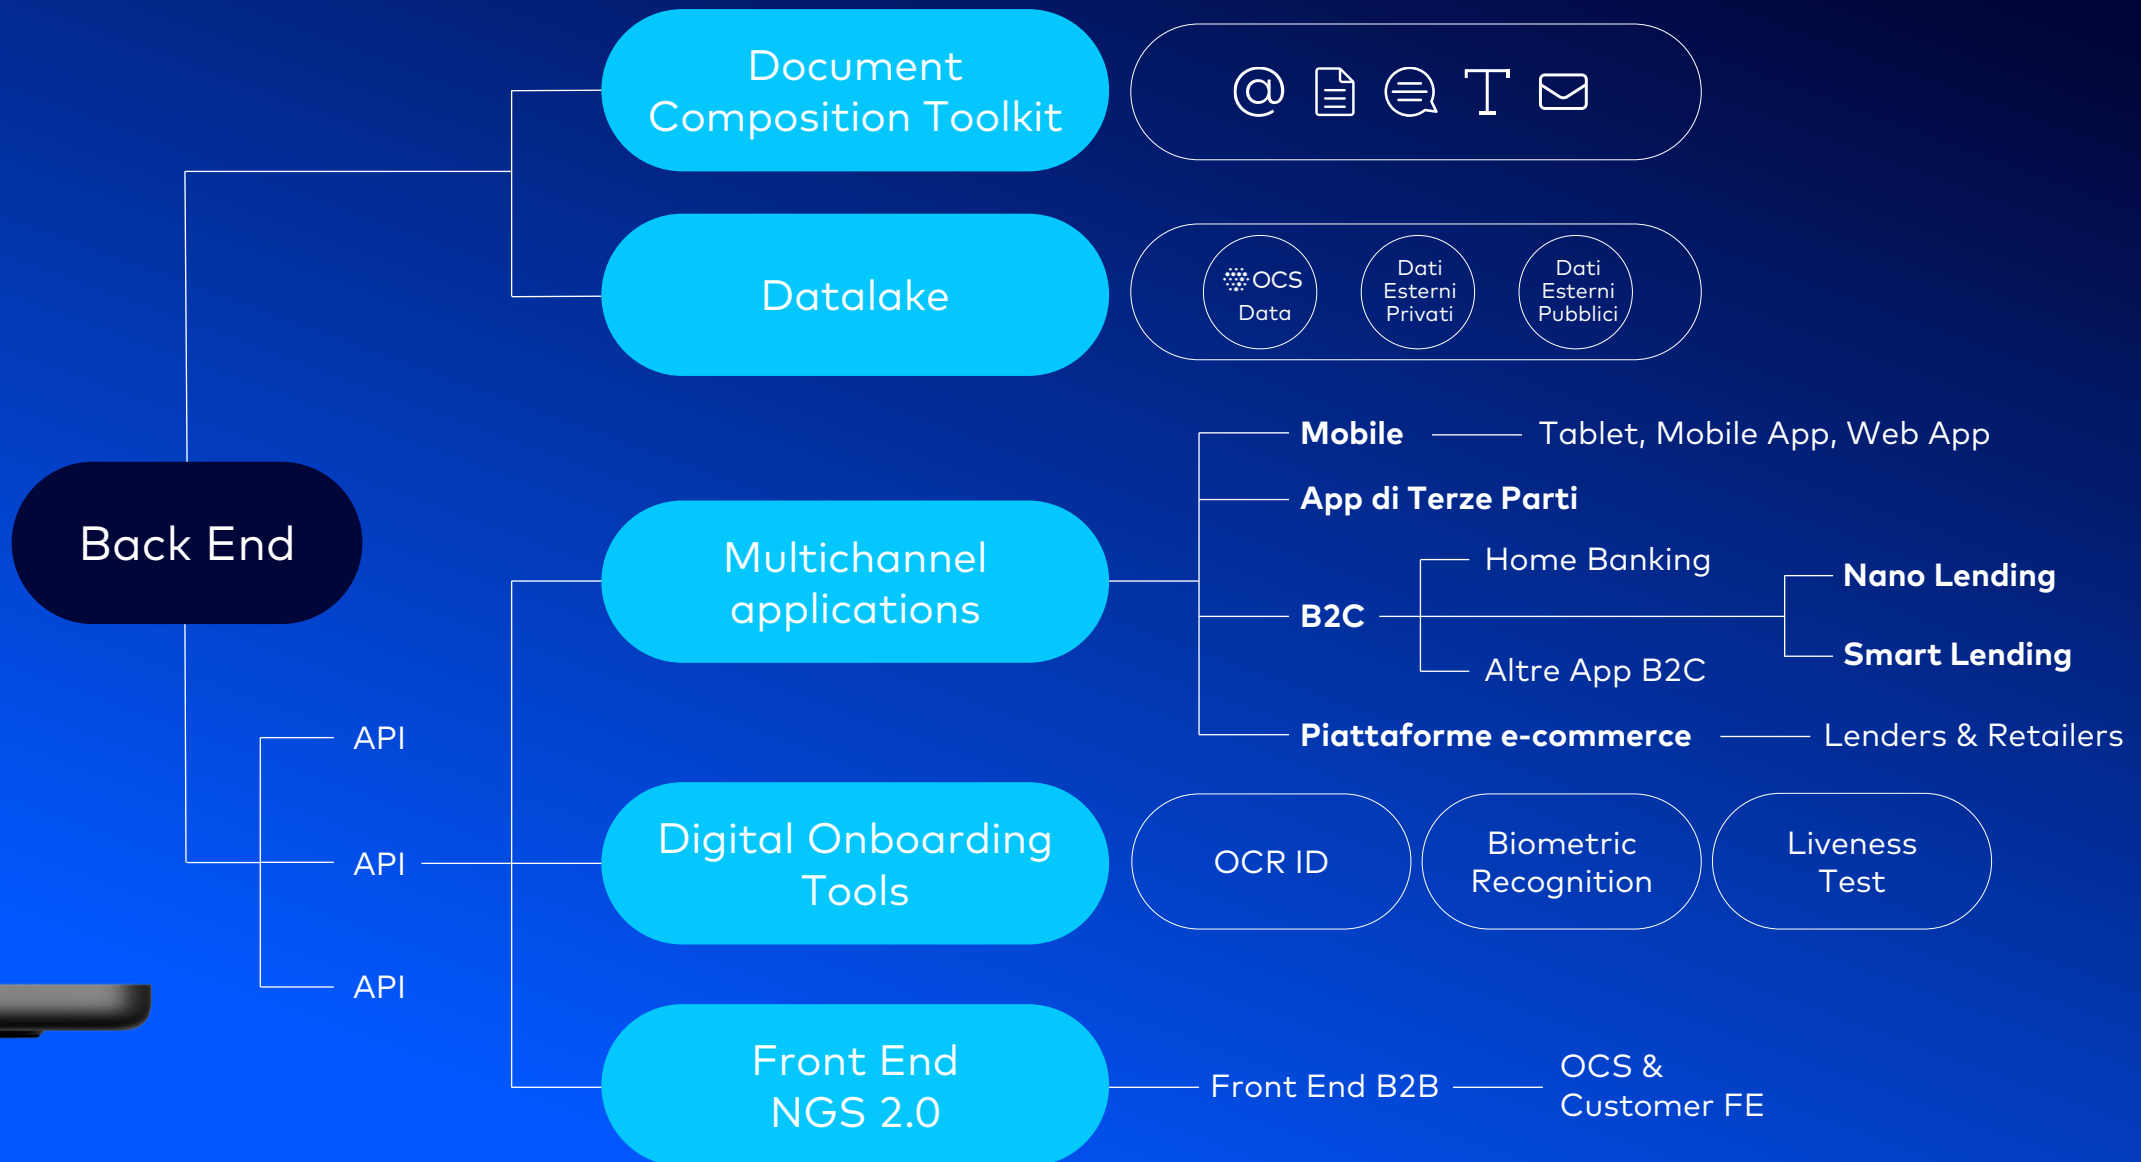 Document
Composition Toolkit
Datalake
OCS
Data
Dati
Esterni
Privati
Dati
Esterni
Pubblici
Back End
Multichannel
applications
Mobile
Tablet, Mobile App, Web App
App di Terze Parti
B2C
Home Banking
Altre App B2C
Nano Lending
Smart Lending
Piattaforme e-commerce
Lenders & Retailers
API
API
API
Digital Onboarding
Tools
OCR ID
Biometric
Recognition
Liveness
Test
Front End
NGS 2.0
Front End B2B
OCS &
Customer FE